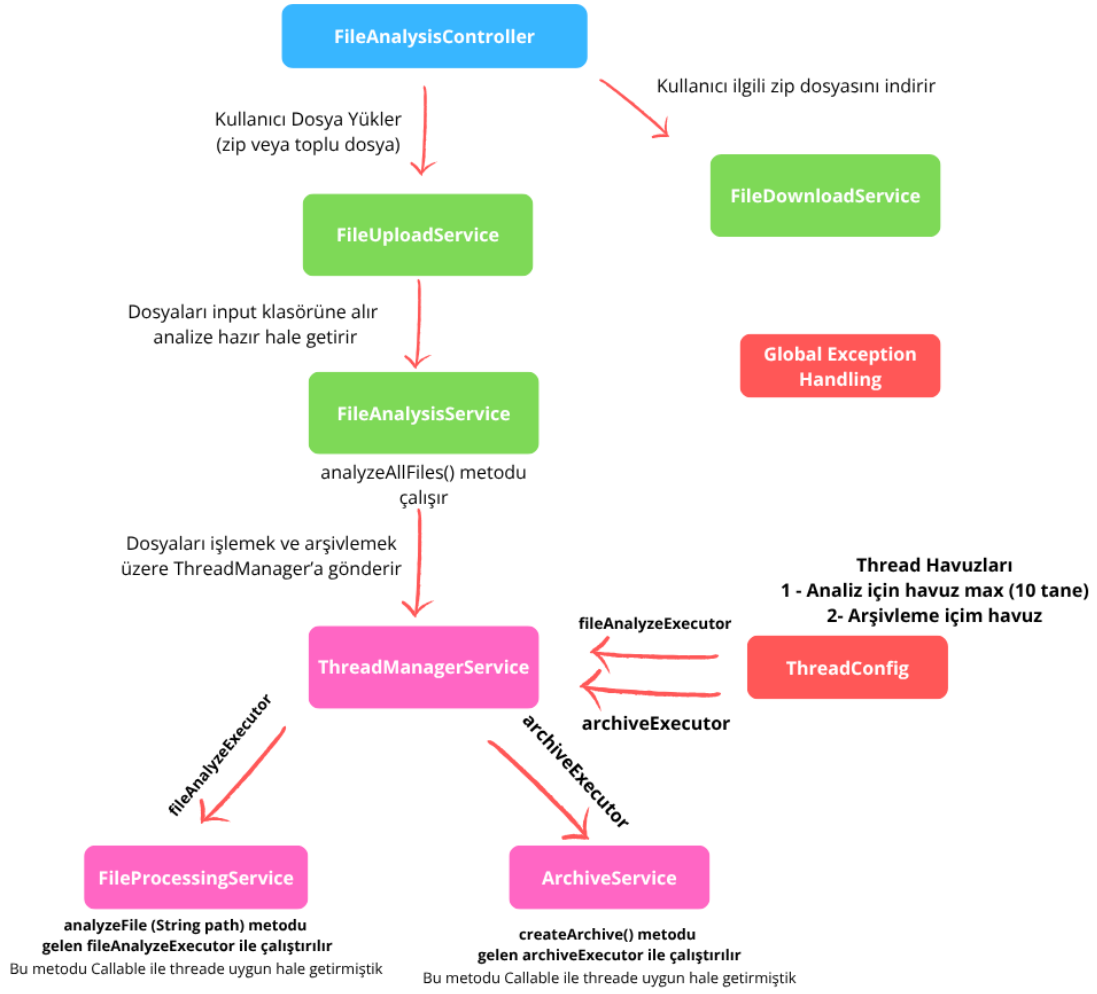 FileAnalysisController
Kullanıcı ilgili zip dosyasını indirir
Kullanıcı Dosya Yükler
(zip veya toplu dosya)
FileDownloadService
FileUploadService
Dosyaları input klasörüne alır
analize hazır hale getirir
Global Exception
Handling
FileAnalysisService
analyzeAllFiles() metodu
çalışır
Dosyaları işlemek ve arşivlemek
üzere ThreadManager’a gönderir
Thread Havuzları
1 - Analiz için havuz max (10 tane)
2- Arşivleme içim havuz
fileAnalyzeExecutor
ThreadManagerService
ThreadConfig
archiveExecutor
fileAnalyzeExecutor
archiveExecutor
FileProcessingService
analyzeFile (String path) metodu
gelen fileAnalyzeExecutor ile çalıştırılır
Bu metodu Callable ile threade uygun hale getirmiştik
ArchiveService
createArchive() metodu
gelen archiveExecutor ile çalıştırılır
Bu metodu Callable ile threade uygun hale getirmiştik